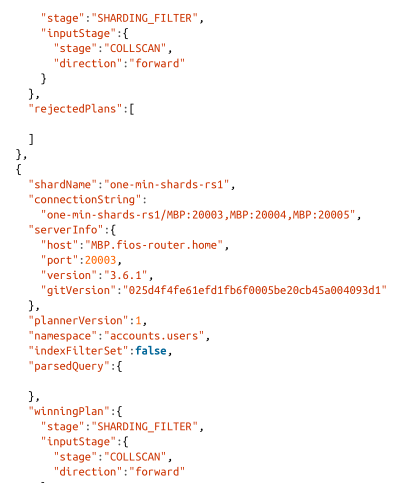 "stage":"SHARDING_FILTER",
"inputStage":{
"stage":"COLLSCAN",
"direction":"forward"
}
},
"rejectedPlans":[
]
},
{
"shardName":"one-min-shards-rs1",
"connectionString":
"one-min-shards-rs1/MBP:20003,MBP:20004,MBP:20005",
"serverInfo":{
"host":"MBP.fios-router.home",
"port":20003,
"version":"3.6.1",
"gitVersion":"025d4f4fe61efd1fb6f0005be20cb45a004093d1"
},
"plannerVersion":1,
"namespace":"accounts.users",
"indexFilterSet":false,
"parsedQuery":{
},
"winningPlan":{
"stage":"SHARDING_FILTER",
"inputStage":{
"stage":"COLLSCAN",
"direction":"forward"